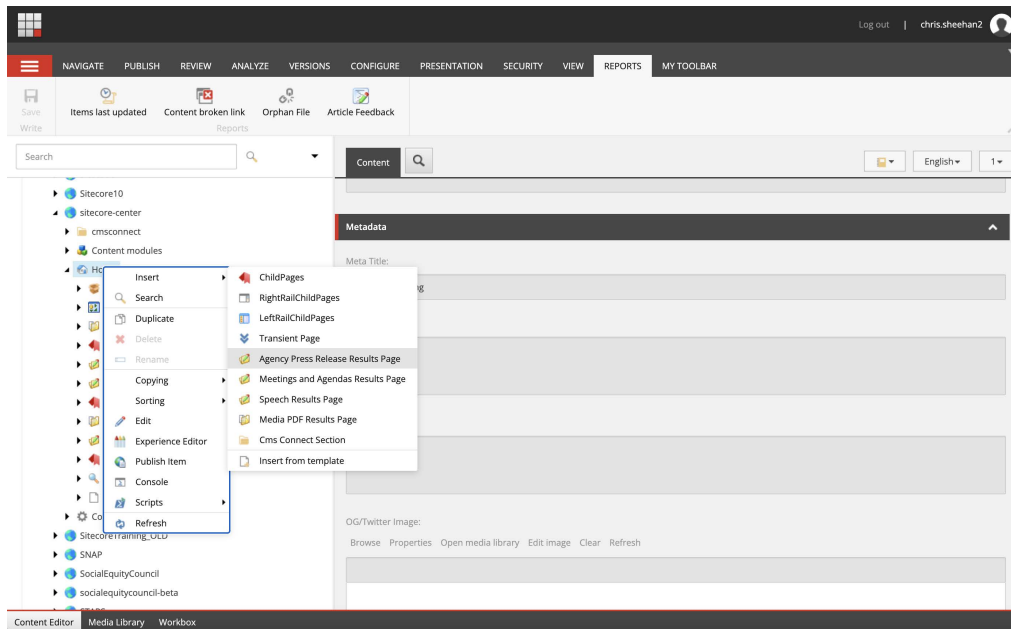 Log out | chris.sheehan2
NAVIGATE PUBLISH REVIEW ANALYZE VERSIONS CONFIGURE PRESENTATION SECURITY VIEW REPORTS MY TOOLBAR
Save Items last updated Content broken link Orphan File Article Feedback
Write Reports
Search
Content English 1
Sitecore10
sitecore-center
cmsconnect
Metadata
Content modules
Meta Title:
Insert
Search
Duplicate
Delete
Rename
Copying
Sorting
Edit
Experience Editor
Publish Item
Console
Scripts
Refresh
ChildPages
RightRailChildPages
LeftRailChildPages
Transient Page
Agency Press Release Results Page
Meetings and Agendas Results Page
Speech Results Page
Media PDF Results Page
Cms Connect Section
Insert from template
OG/Twitter Image:
Browse Properties Open media library Edit image Clear Refresh
SitecoreTraining_OLD
SNAP
SocialEquityCouncil
socialequitycouncil-beta
Content Editor Media Library Workbox